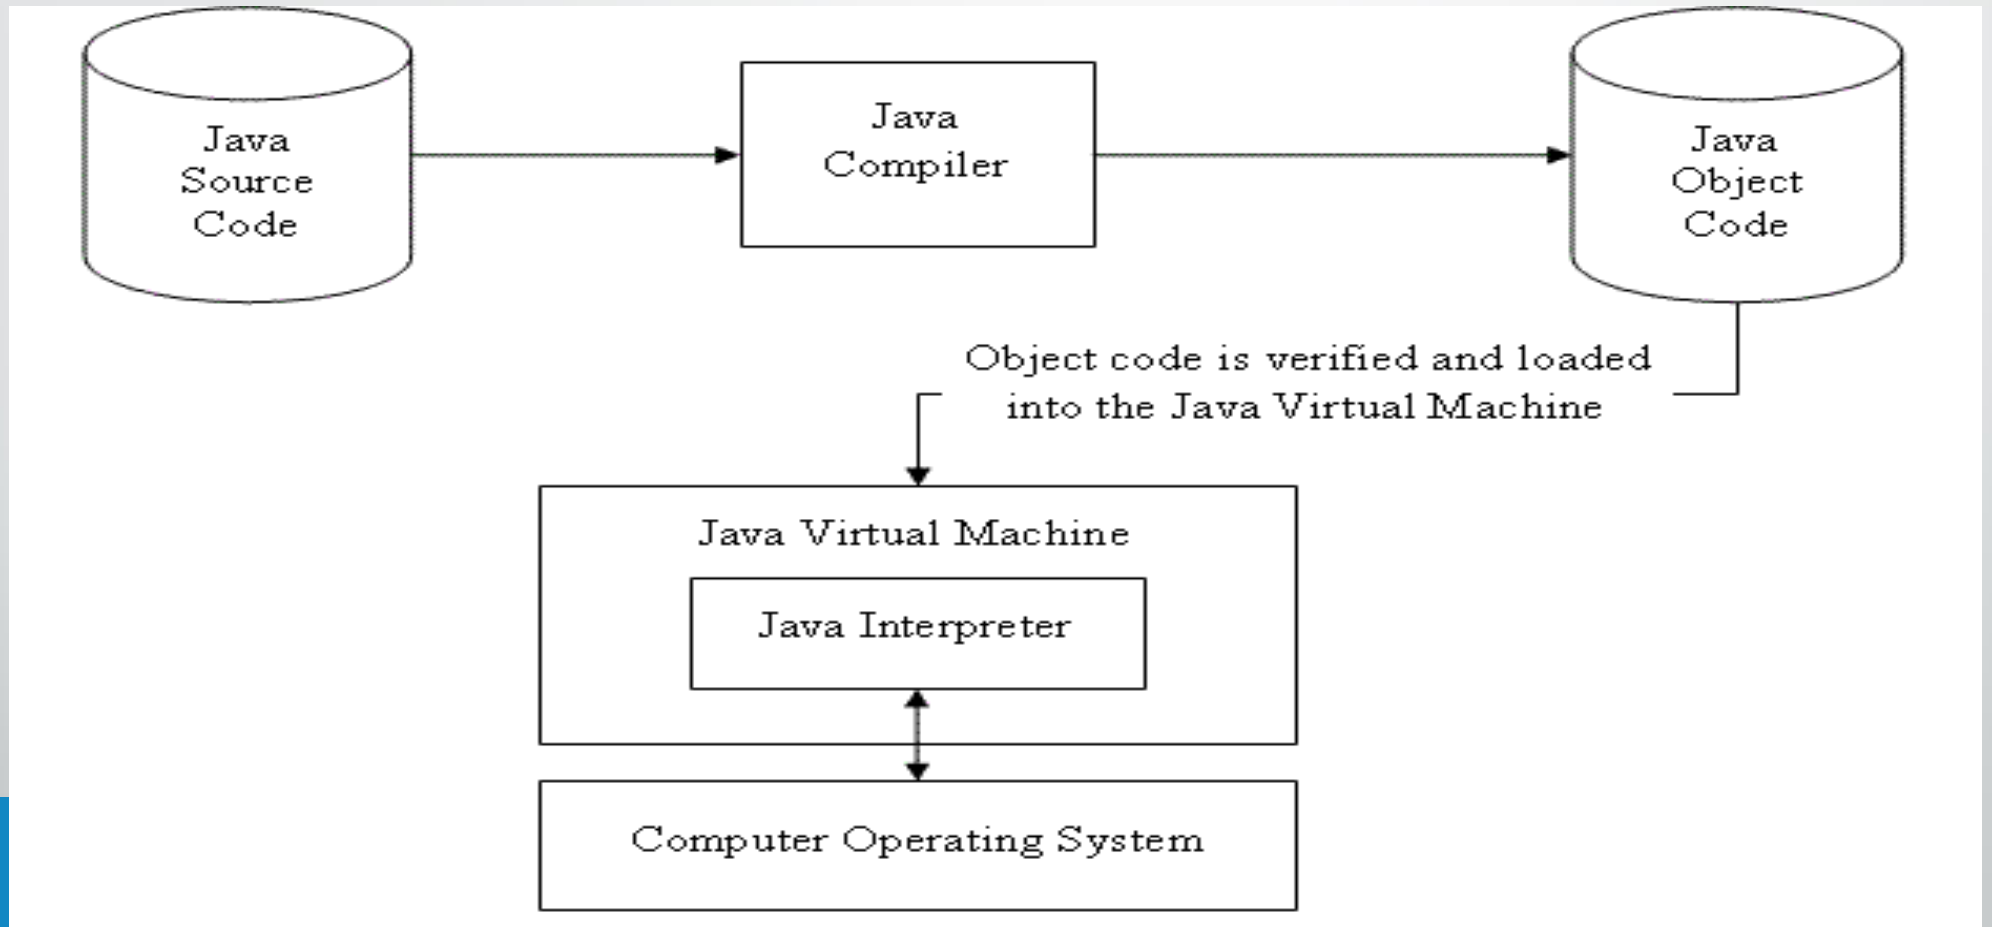 Java
Source
Code
Java
Compiler
Java
Object
Code
Object code is verified and loaded
into the Java Virtual Machine
Java Virtual Machine
Java Interpreter
Computer Operating System